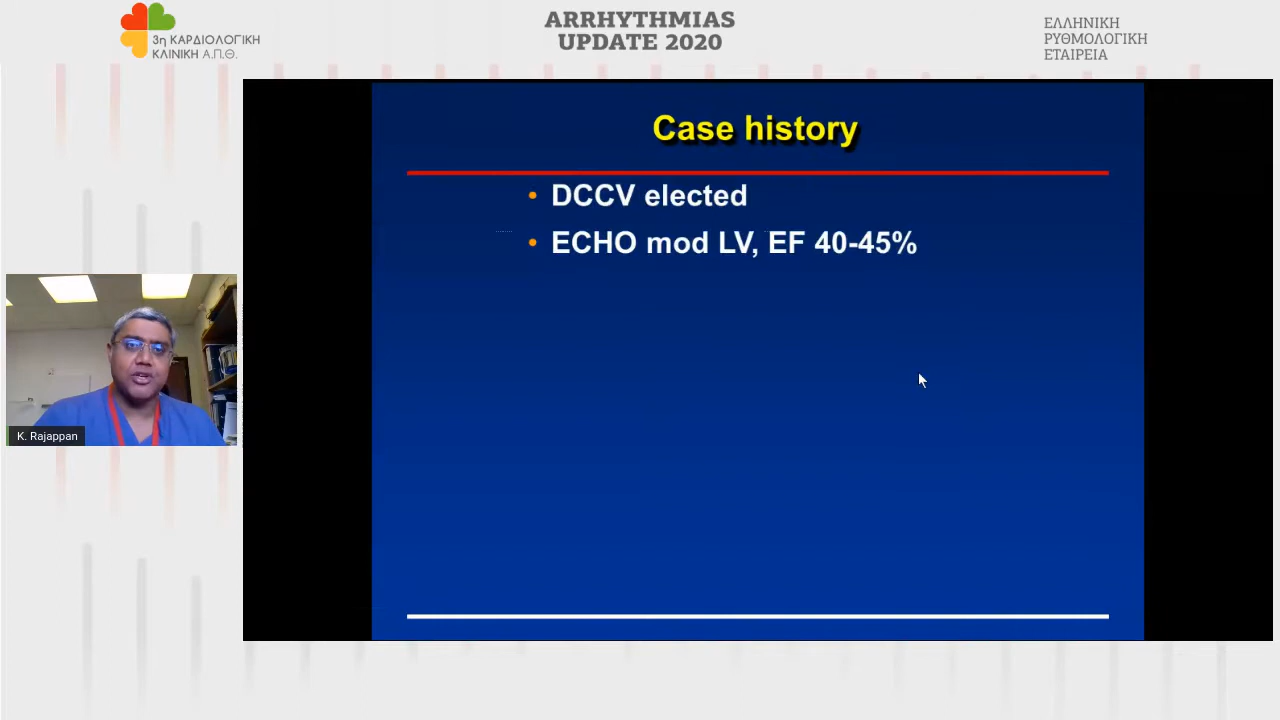 3η ΚΑΡΔΙΟΛΟΓΙΚΗ
ΚΛΙΝΙΚΗ Α.Π.Θ.
ARRHYTHMIAS
UPDATE 2020
ΕΛΛΗΝΙΚΗ
ΡΥΘΜΟΛΟΓΙΚΗ
ΕΤΑΙΡΕΙΑ
Case history
• DCCV elected
• ECHO mod LV, EF 40-45%
K. Rajappan